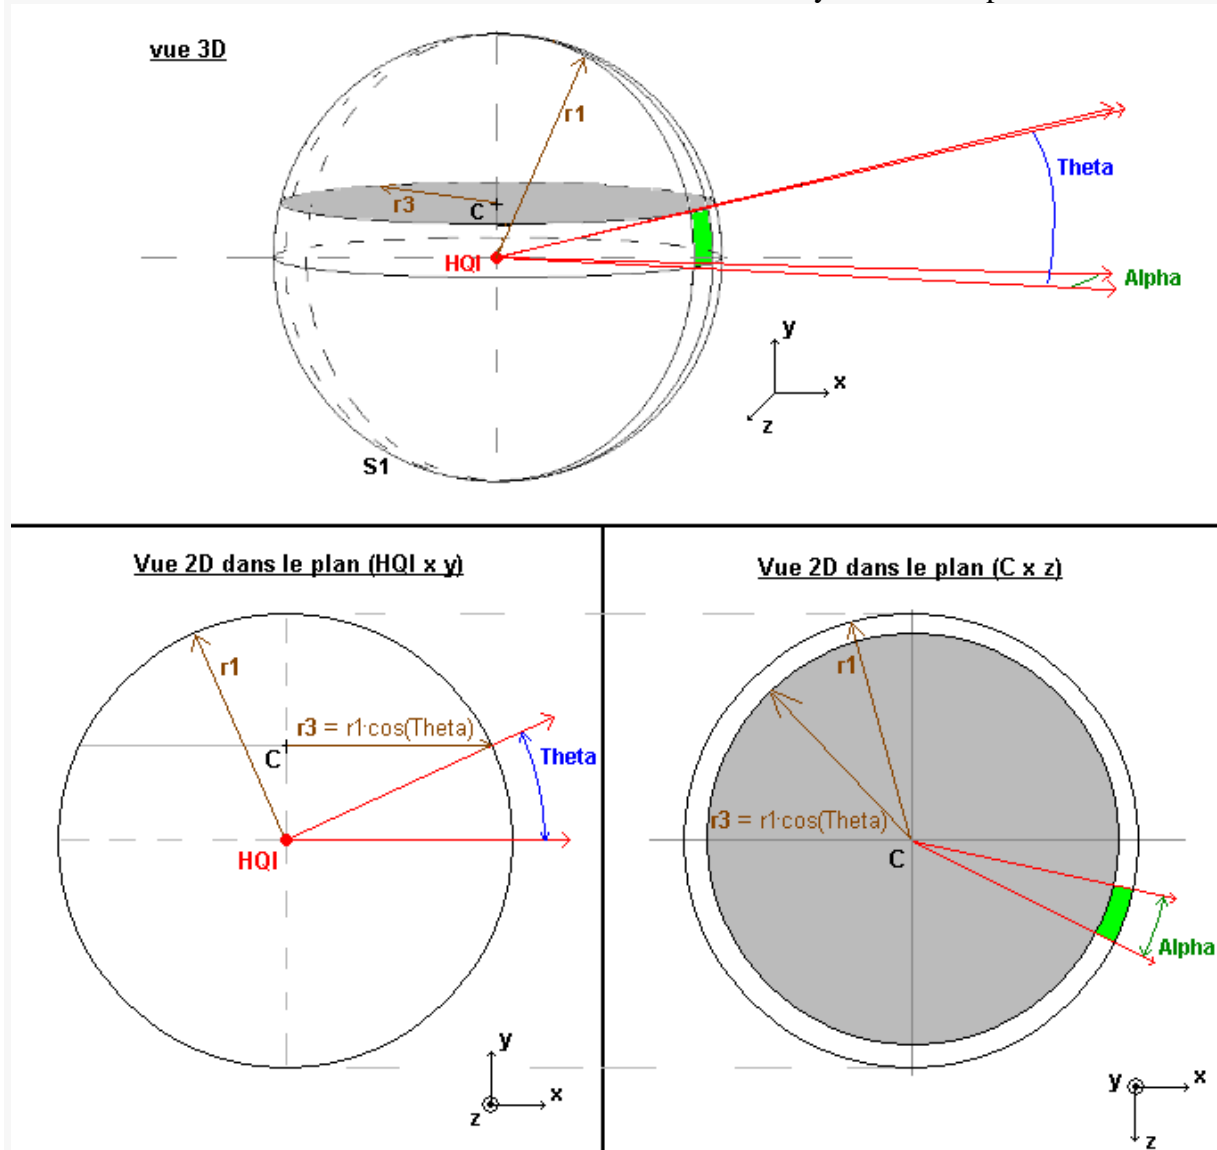 vue 3D
r1
Theta
r3
C
HQI
Alpha
y
x
z
S1
Vue 2D dans le plan (HQI x y)
r1
r3 = r1·cos(Theta)
C
Theta
HQI
y
x
z
Vue 2D dans le plan (C x z)
r1
r3 = r1·cos(Theta)
C
Alpha
y
x
z